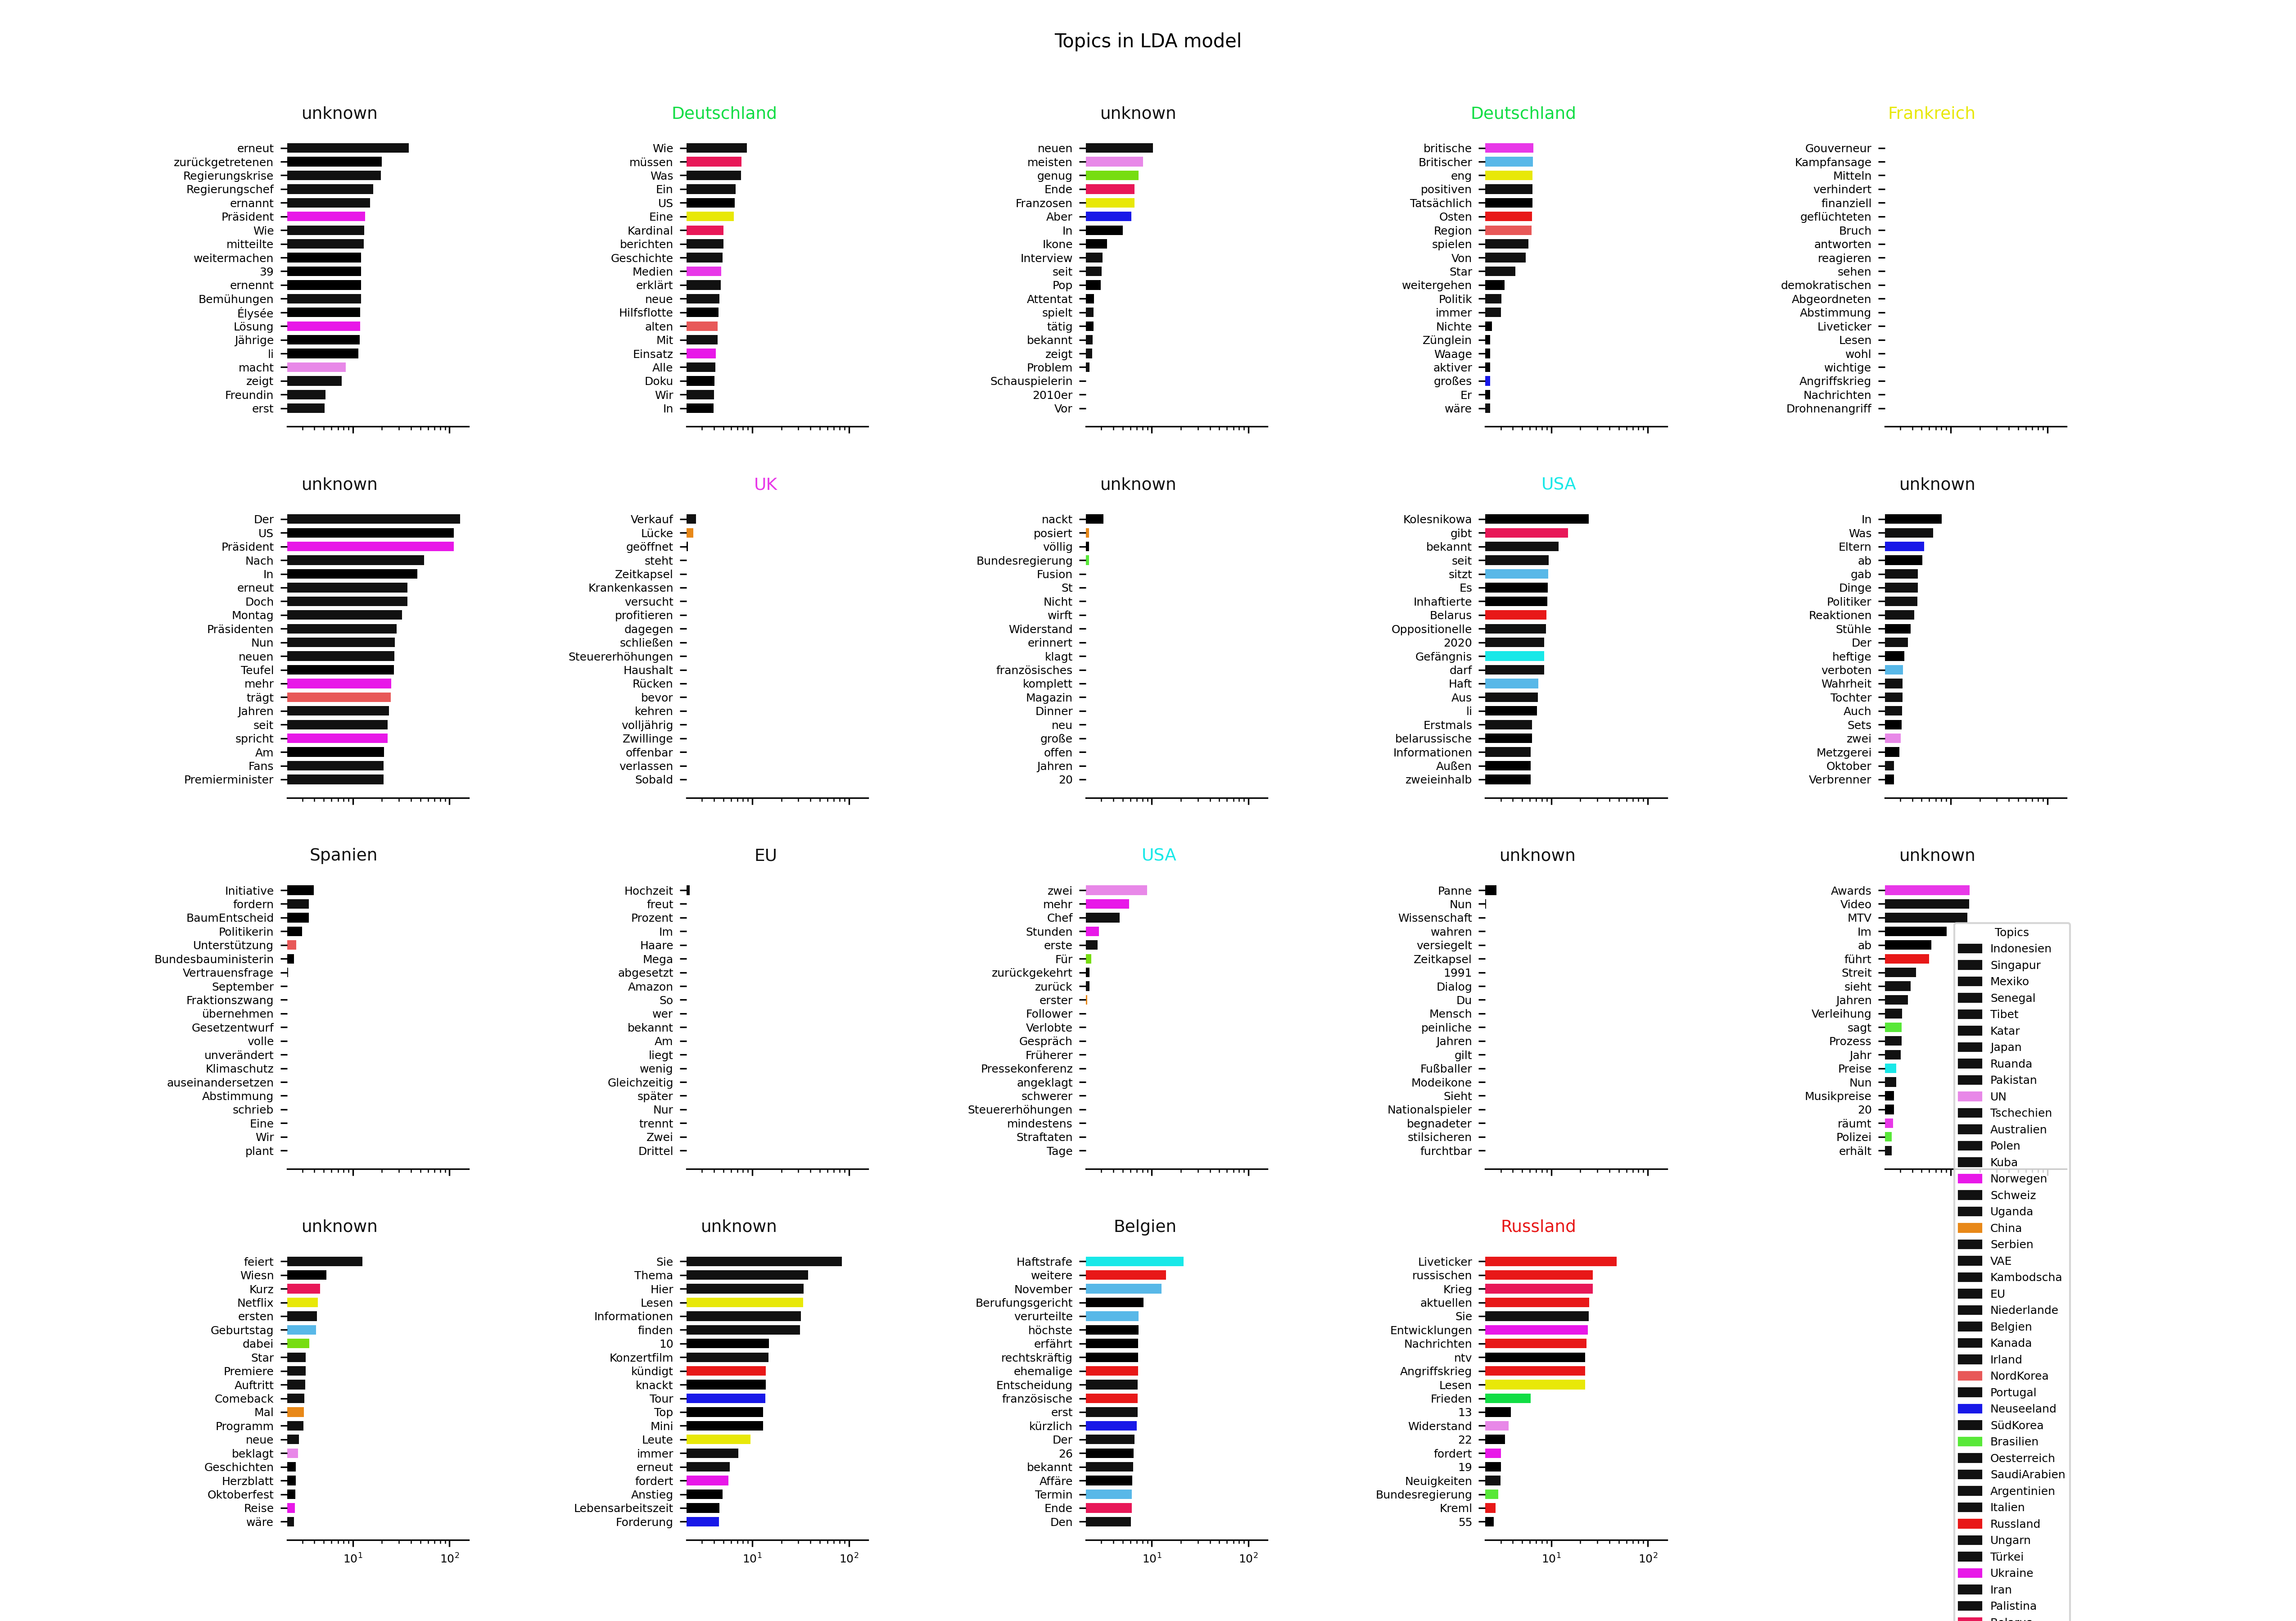 Topics in LDA model
unknown
erneut
zurückgetretenen
Regierungskrise
Regierungschef
ernannt
Präsident
Wie
mitteilte
weitermachen
39
ernennt
Bemühungen
Élysée
Lösung
Jährige
li
macht
zeigt
Freundin
erst
Deutschland
Wie
müssen
Was
Ein
US
Eine
Kardinal
berichten
Geschichte
Medien
erklärt
neue
Hilfsflotte
alten
Mit
Einsatz
Alle
Doku
Wir
In
unknown
neuen
meisten
genug
Ende
Franzosen
Aber
In
Ikone
Interview
seit
Pop
Attentat
spielt
tätig
bekannt
zeigt
Problem
Schauspielerin
2010er
Vor
Deutschland
britische
Britischer
eng
positiven
Tatsächlich
Osten
Region
spielen
Von
Star
weitergehen
Politik
immer
Nichte
Zünglein
Waage
aktiver
großes
Er
wäre
Frankreich
Gouverneur
Kampfansage
Mitteln
verhindert
finanziell
geflüchteten
Bruch
antworten
reagieren
sehen
demokratischen
Abgeordneten
Abstimmung
Liveticker
Lesen
wohl
wichtige
Angriffskrieg
Nachrichten
Drohnenangriff
unknown
Der
US
Präsident
Nach
In
erneut
Doch
Montag
Präsidenten
Nun
neuen
Teufel
mehr
trägt
Jahren
seit
spricht
Am
Fans
Premierminister
UK
Verkauf
Lücke
geöffnet
steht
Zeitkapsel
Krankenkassen
versucht
profitieren
dagegen
schließen
Steuererhöhungen
Haushalt
Rücken
bevor
kehren
volljährig
Zwillinge
offenbar
verlassen
Sobald
unknown
nackt
posiert
völlig
Bundesregierung
Fusion
St
Nicht
wirft
Widerstand
erinnert
klagt
französisches
komplett
Magazin
Dinner
neu
große
offen
Jahren
20
USA
Kolesnikowa
gibt
bekannt
seit
sitzt
Es
Inhaftierte
Belarus
Oppositionelle
2020
Gefängnis
darf
Haft
Aus
li
Erstmals
belarussische
Informationen
Außen
zweieinhalb
unknown
In
Was
Eltern
ab
gab
Dinge
Politiker
Reaktionen
Stühle
Der
heftige
verboten
Wahrheit
Tochter
Auch
Sets
zwei
Metzgerei
Oktober
Verbrenner
Spanien
Initiative
fordern
BaumEntscheid
Politikerin
Unterstützung
Bundesbauministerin
Vertrauensfrage
September
Fraktionszwang
übernehmen
Gesetzentwurf
volle
unverändert
Klimaschutz
auseinandersetzen
Abstimmung
schrieb
Eine
Wir
plant
EU
Hochzeit
freut
Prozent
Im
Haare
Mega
abgesetzt
Amazon
So
wer
bekannt
Am
liegt
wenig
Gleichzeitig
später
Nur
trennt
Zwei
Drittel
USA
zwei
mehr
Chef
Stunden
erste
Für
zurückgekehrt
zurück
erster
Follower
Verlobte
Gespräch
Früherer
Pressekonferenz
angeklagt
schwerer
Steuererhöhungen
mindestens
Straftaten
Tage
unknown
Panne
Nun
Wissenschaft
wahren
versiegelt
Zeitkapsel
1991
Dialog
Du
Mensch
peinliche
Jahren
gilt
Fußballer
Modeikone
Sieht
Nationalspieler
begnadeter
stilsicheren
furchtbar
unknown
Awards
Video
MTV
Im
ab
führt
Streit
sieht
Jahren
Verleihung
sagt
Prozess
Jahr
Preise
Nun
Musikpreise
20
räumt
Polizei
erhält
unknown
feiert
Wiesn
Kurz
Netflix
ersten
Geburtstag
dabei
Star
Premiere
Auftritt
Comeback
Mal
Programm
neue
beklagt
Geschichten
Herzblatt
Oktoberfest
Reise
wäre
10¹ 10²
unknown
Sie
Thema
Hier
Lesen
Informationen
finden
10
Konzertfilm
kündigt
knackt
Tour
Top
Mini
Leute
immer
erneut
fordert
Anstieg
Lebensarbeitszeit
Forderung
10¹ 10²
Belgien
Haftstrafe
weitere
November
Berufungsgericht
verurteilte
höchste
erfährt
rechtskräftig
ehemalige
Entscheidung
französische
erst
kürzlich
Der
26
bekannt
Affäre
Termin
Ende
Den
10¹ 10²
Russland
Liveticker
russischen
Krieg
aktuellen
Sie
Entwicklungen
Nachrichten
ntv
Angriffskrieg
Lesen
Frieden
13
Widerstand
22
fordert
19
Neuigkeiten
Bundesregierung
Kreml
55
10¹ 10²
Topics
Indonesien
Singapur
Mexiko
Senegal
Tibet
Katar
Japan
Ruanda
Pakistan
UN
Tschechien
Australien
Polen
Kuba
Norwegen
Schweiz
Uganda
China
Serbien
VAE
Kambodscha
EU
Niederlande
Belgien
Kanada
Irland
NordKorea
Portugal
Neuseeland
SüdKorea
Brasilien
Oesterreich
SaudiArabien
Argentinien
Italien
Russland
Ungarn
Türkei
Ukraine
Iran
Palistina